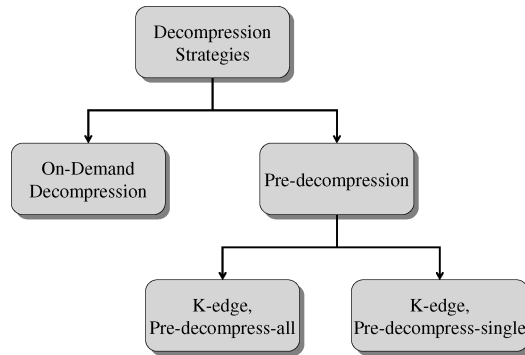 Decompression
Strategies
On-Demand
Decompression
Pre-decompression
K-edge,
Pre-decompress-all
K-edge,
Pre-decompress-single